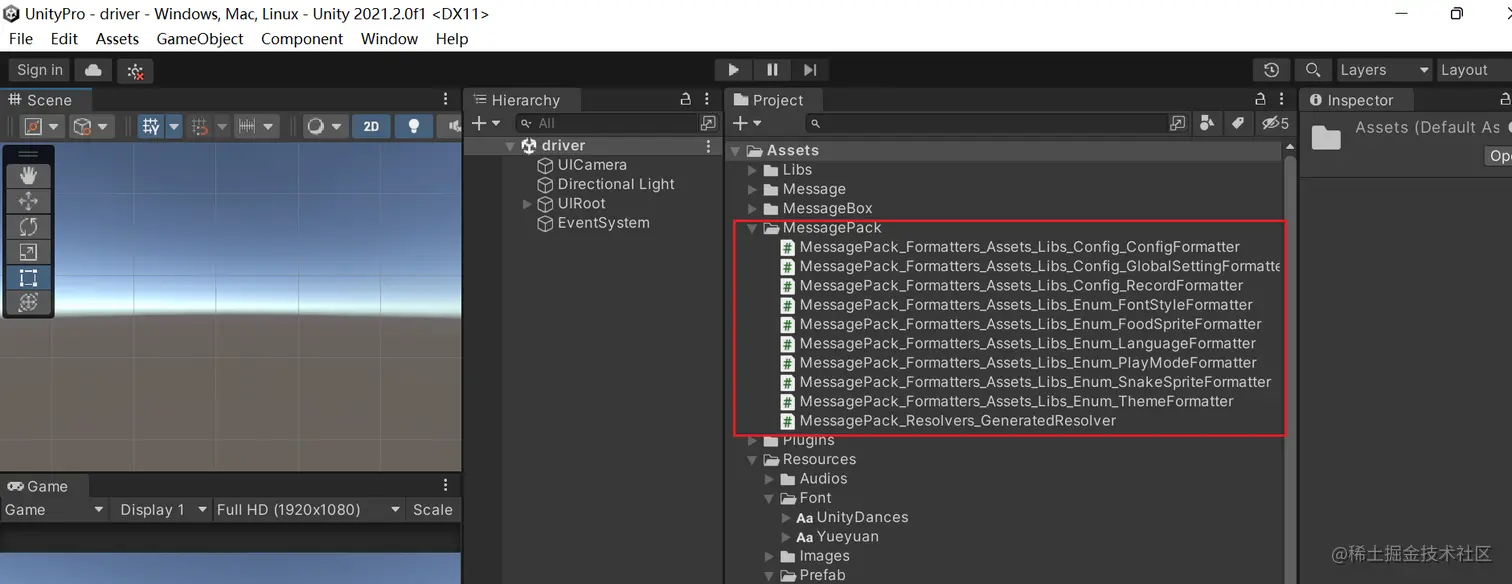 UnityPro - driver - Windows, Mac, Linux - Unity 2021.2.0f1 <DX11>
File Edit Assets GameObject Component Window Help
Sign in
Layers
Layout
Scene
2D
Hierarchy
All
driver
UICamera
Directional Light
UIRoot
EventSystem
Project
5
Assets
Libs
Message
MessageBox
MessagePack
MessagePack_Formatters_Assets_Libs_Config_ConfigFormatter
MessagePack_Formatters_Assets_Libs_Config_GlobalSettingFormatte
MessagePack_Formatters_Assets_Libs_Config_RecordFormatter
MessagePack_Formatters_Assets_Libs_Enum_FontStyleFormatter
MessagePack_Formatters_Assets_Libs_Enum_FoodSpriteFormatter
MessagePack_Formatters_Assets_Libs_Enum_LanguageFormatter
MessagePack_Formatters_Assets_Libs_Enum_PlayModeFormatter
MessagePack_Formatters_Assets_Libs_Enum_SnakeSpriteFormatter
MessagePack_Formatters_Assets_Libs_Enum_ThemeFormatter
MessagePack_Resolvers_GeneratedResolver
Plugins
Resources
Audios
Font
Aa UnityDances
Aa Yueyuan
Images
Prefab
Inspector
Assets (Default As
Ope
Game
Game Display 1 Full HD (1920x1080) Scale
@稀土掘金技术社区